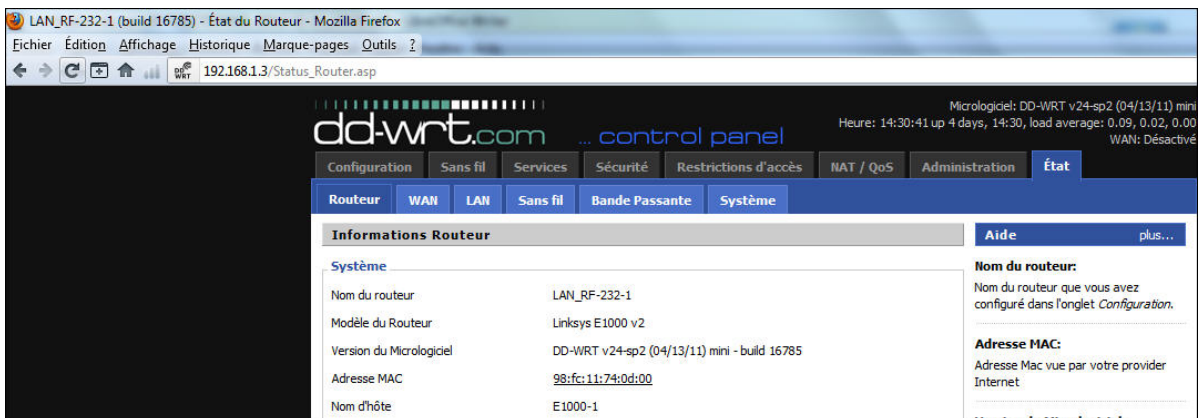 LAN_RF-232-1 (build 16785) - État du Routeur - Mozilla Firefox
Fichier Édition Affichage Historique Marque-pages Outils ?
DD WRT 192.168.1.3/Status_Router.asp
Micrologiciel: DD-WRT v24-sp2 (04/13/11) mini
dd-wrt.com ... control panel
Heure: 14:30:41 up 4 days, 14:30, load average: 0.09, 0.02, 0.00
WAN: Désactivé
Configuration Sans fil Services Sécurité Restrictions d'accès NAT / QoS Administration État
Routeur WAN LAN Sans fil Bande Passante Système
Informations Routeur
Système
Nom du routeur LAN_RF-232-1
Modèle du Routeur Linksys E1000 v2
Version du Micrologiciel DD-WRT v24-sp2 (04/13/11) mini - build 16785
Adresse MAC 98:fc:11:74:0d:00
Nom d'hôte E1000-1
Aide plus...
Nom du routeur:
Nom du routeur que vous avez
configuré dans l'onglet Configuration.
Adresse MAC:
Adresse Mac vue par votre provider
Internet